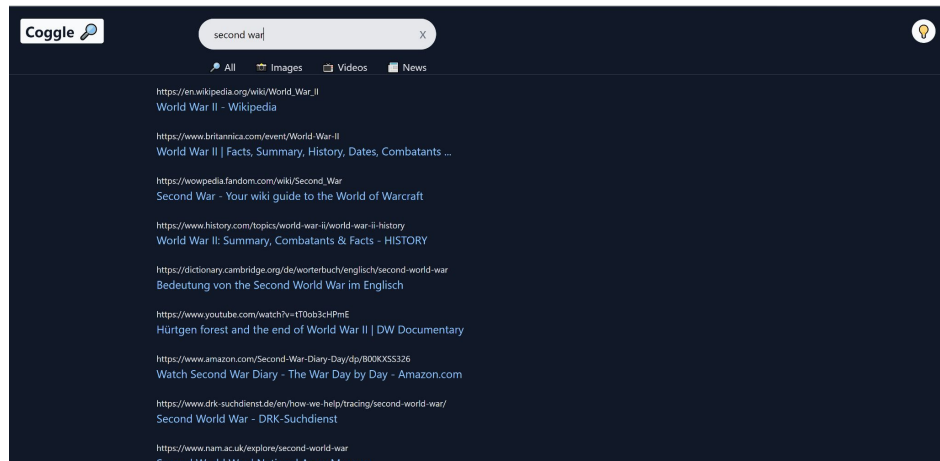 Coggle
second war X
All Images Videos News
https://en.wikipedia.org/wiki/World_War_II
World War II - Wikipedia
https://www.britannica.com/event/World-War-II
World War II | Facts, Summary, History, Dates, Combatants ...
https://wowpedia.fandom.com/wiki/Second_War
Second War - Your wiki guide to the World of Warcraft
https://www.history.com/topics/world-war-ii/world-war-ii-history
World War II: Summary, Combatants & Facts - HISTORY
https://dictionary.cambridge.org/de/worterbuch/englisch/second-world-war
Bedeutung von the Second World War im Englisch
https://www.youtube.com/watch?v=tT0ob3cHPmE
Hürtgen forest and the end of World War II | DW Documentary
https://www.amazon.com/Second-War-Diary-Day/dp/B00KXSS326
Watch Second War Diary - The War Day by Day - Amazon.com
https://www.drk-suchdienst.de/en/how-we-help/tracing/second-world-war/
Second World War - DRK-Suchdienst
https://www.nam.ac.uk/explore/second-world-war